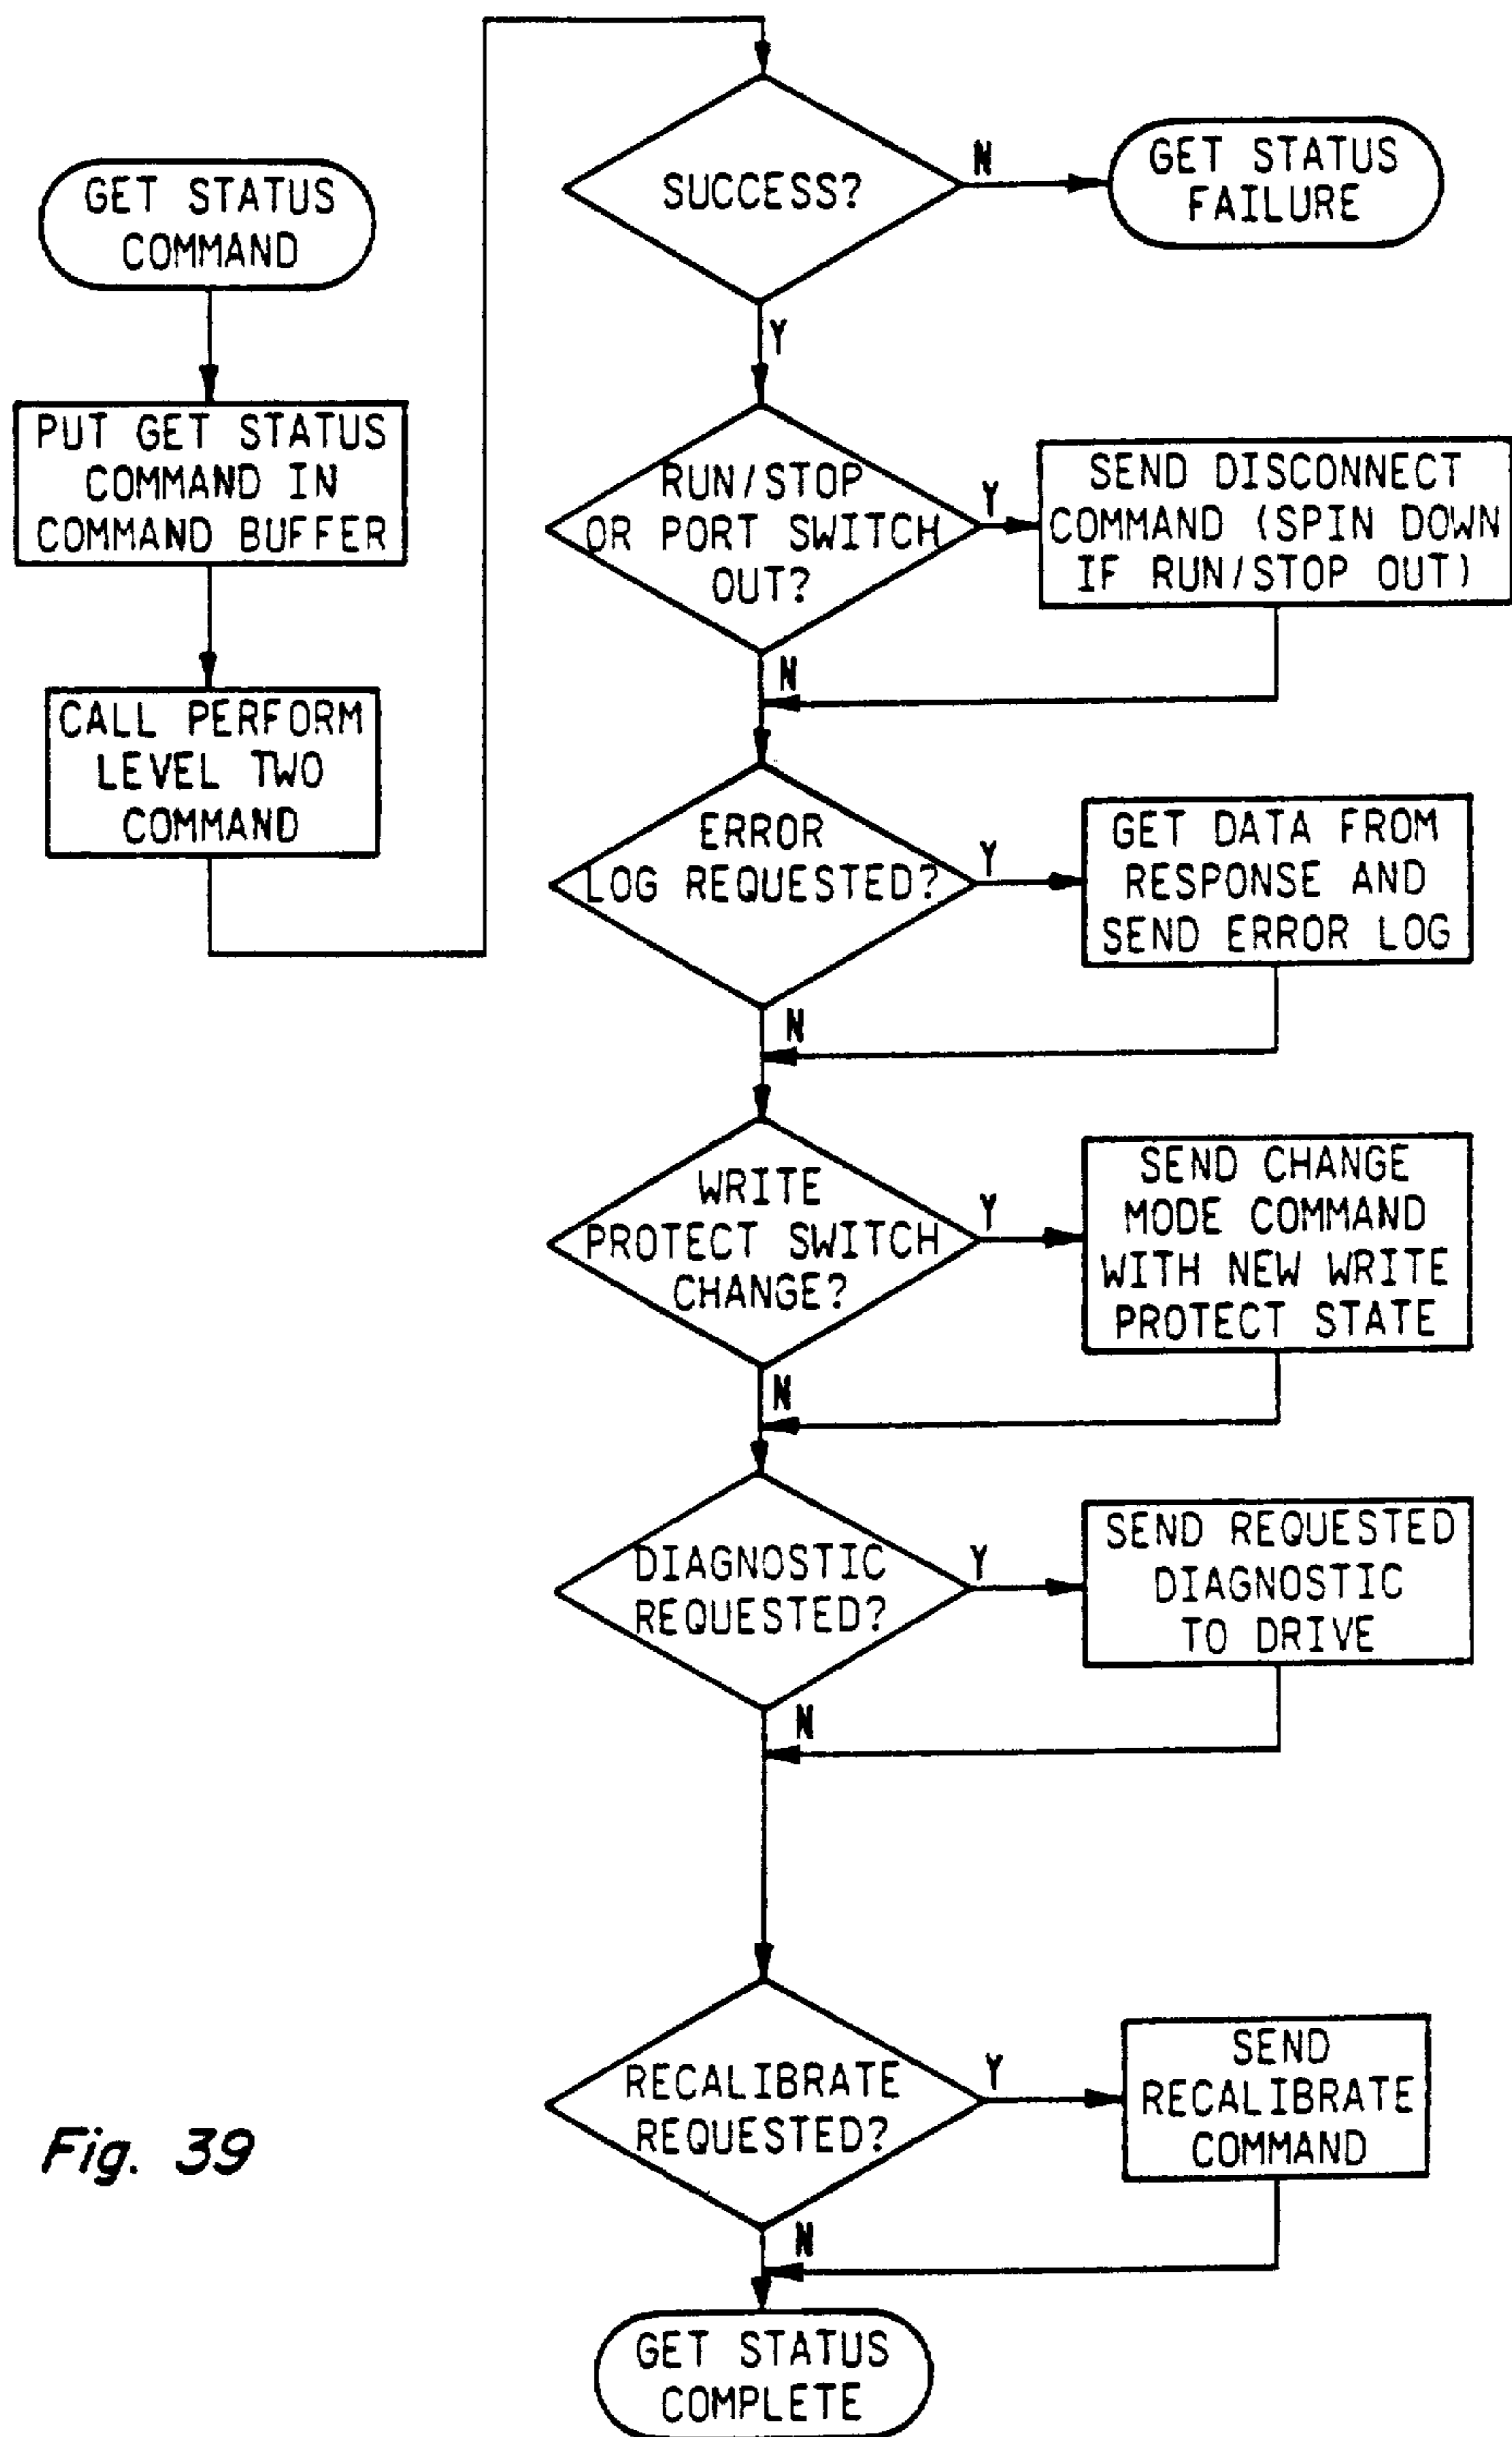 GET STATUS
COMMAND
PUT GET STATUS
COMMAND IN
COMMAND BUFFER
CALL PERFORM
LEVEL TWO
COMMAND
SUCCESS?
N
GET STATUS
FAILURE
Y
RUN/STOP
OR PORT SWITCH
OUT?
Y
SEND DISCONNECT
COMMAND (SPIN DOWN
IF RUN/STOP OUT)
N
ERROR
LOG REQUESTED?
Y
GET DATA FROM
RESPONSE AND
SEND ERROR LOG
N
WRITE
PROTECT SWITCH
CHANGE?
Y
SEND CHANGE
MODE COMMAND
WITH NEW WRITE
PROTECT STATE
N
DIAGNOSTIC
REQUESTED?
Y
SEND REQUESTED
DIAGNOSTIC
TO DRIVE
N
RECALIBRATE
REQUESTED?
Y
SEND
RECALIBRATE
COMMAND
N
GET STATUS
COMPLETE
Fig. 39